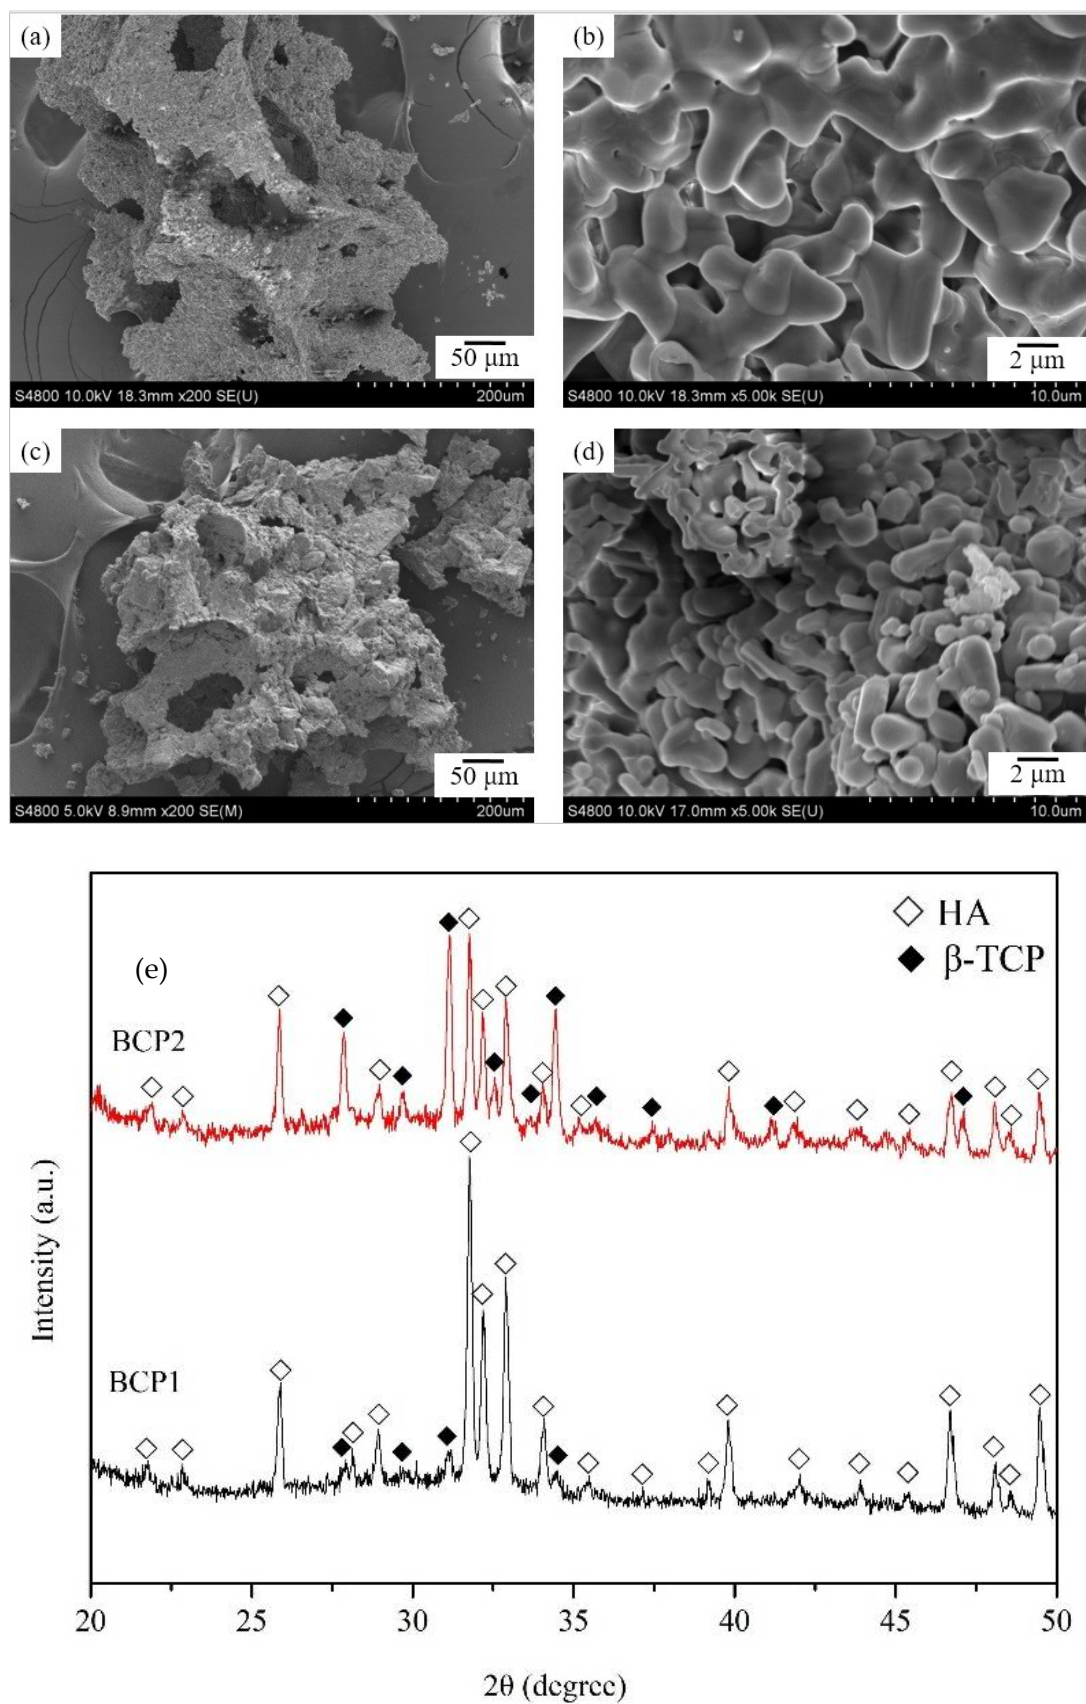 (a)
50 μm
S4800 10.0kV 18.3mm x200 SE(U) 200um
(b)
2 μm
S4800 10.0kV 18.3mm x5.00k SE(U) 10.0um
(c)
50 μm
S4800 5.0kV 8.9mm x200 SE(M) 200um
(d)
2 μm
S4800 10.0kV 17.0mm x5.00k SE(U) 10.0um
(e)
HA
β-TCP
BCP2
BCP1
Intensity (a.u.)
20 25 30 35 40 45 50
2θ (degree)